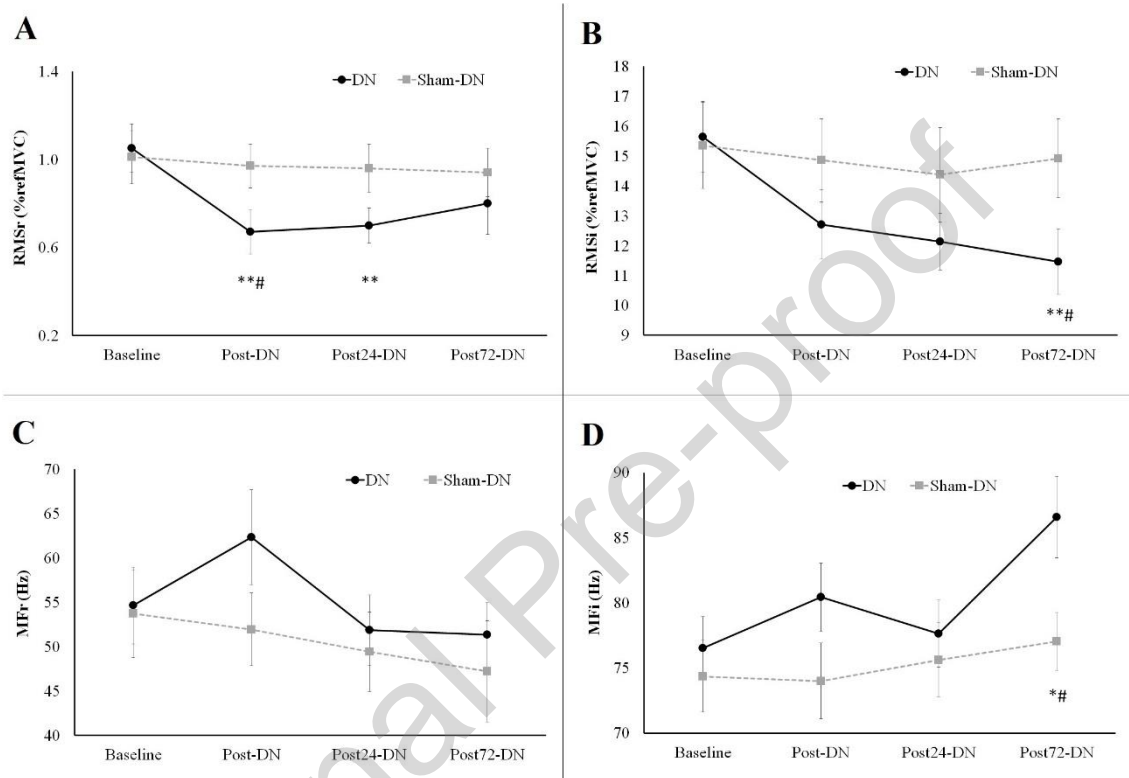 A
DN Sham-DN
RMSr (%refMVC)
1.4
1.0
0.6
0.2
**# **
Baseline Post-DN Post24-DN Post72-DN
B
DN Sham-DN
RMSi (%refMVC)
18
17
16
15
14
13
12
11
10
9
**#
Baseline Post-DN Post24-DN Post72-DN
C
DN Sham-DN
MFr (Hz)
70
65
60
55
50
45
40
Baseline Post-DN Post24-DN Post72-DN
D
DN Sham-DN
MFi (Hz)
90
85
80
75
70
*#
Baseline Post-DN Post24-DN Post72-DN
nal Pre-proof